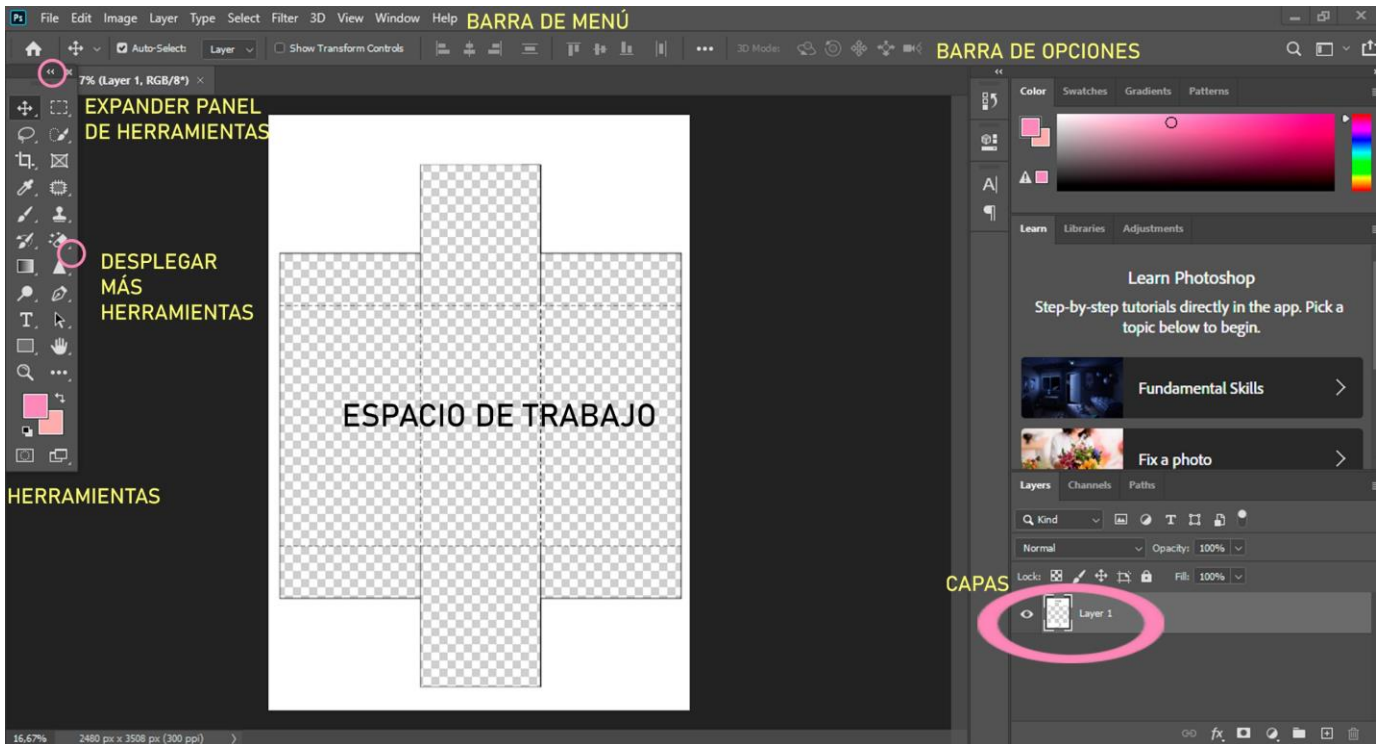 Ps File Edit Image Layer Type Select Filter 3D View Window Help BARRA DE MENÚ
Auto-Select: Layer Show Transform Controls 3D Mode: BARRA DE OPCIONES
7% (Layer 1, RGB/8*)
EXPANDER PANEL
DE HERRAMIENTAS
DESPLEGAR
MÁS
HERRAMIENTAS
HERRAMIENTAS
ESPACIO DE TRABAJO
Color Swatches Gradients Patterns
Learn Libraries Adjustments
Learn Photoshop
Step-by-step tutorials directly in the app. Pick a
topic below to begin.
Fundamental Skills
Fix a photo
Layers Channels Paths
Kind
Normal Opacity: 100%
Lock: Fill: 100%
CAPAS
Layer 1
16,67% 2480 px x 3508 px (300 ppi)